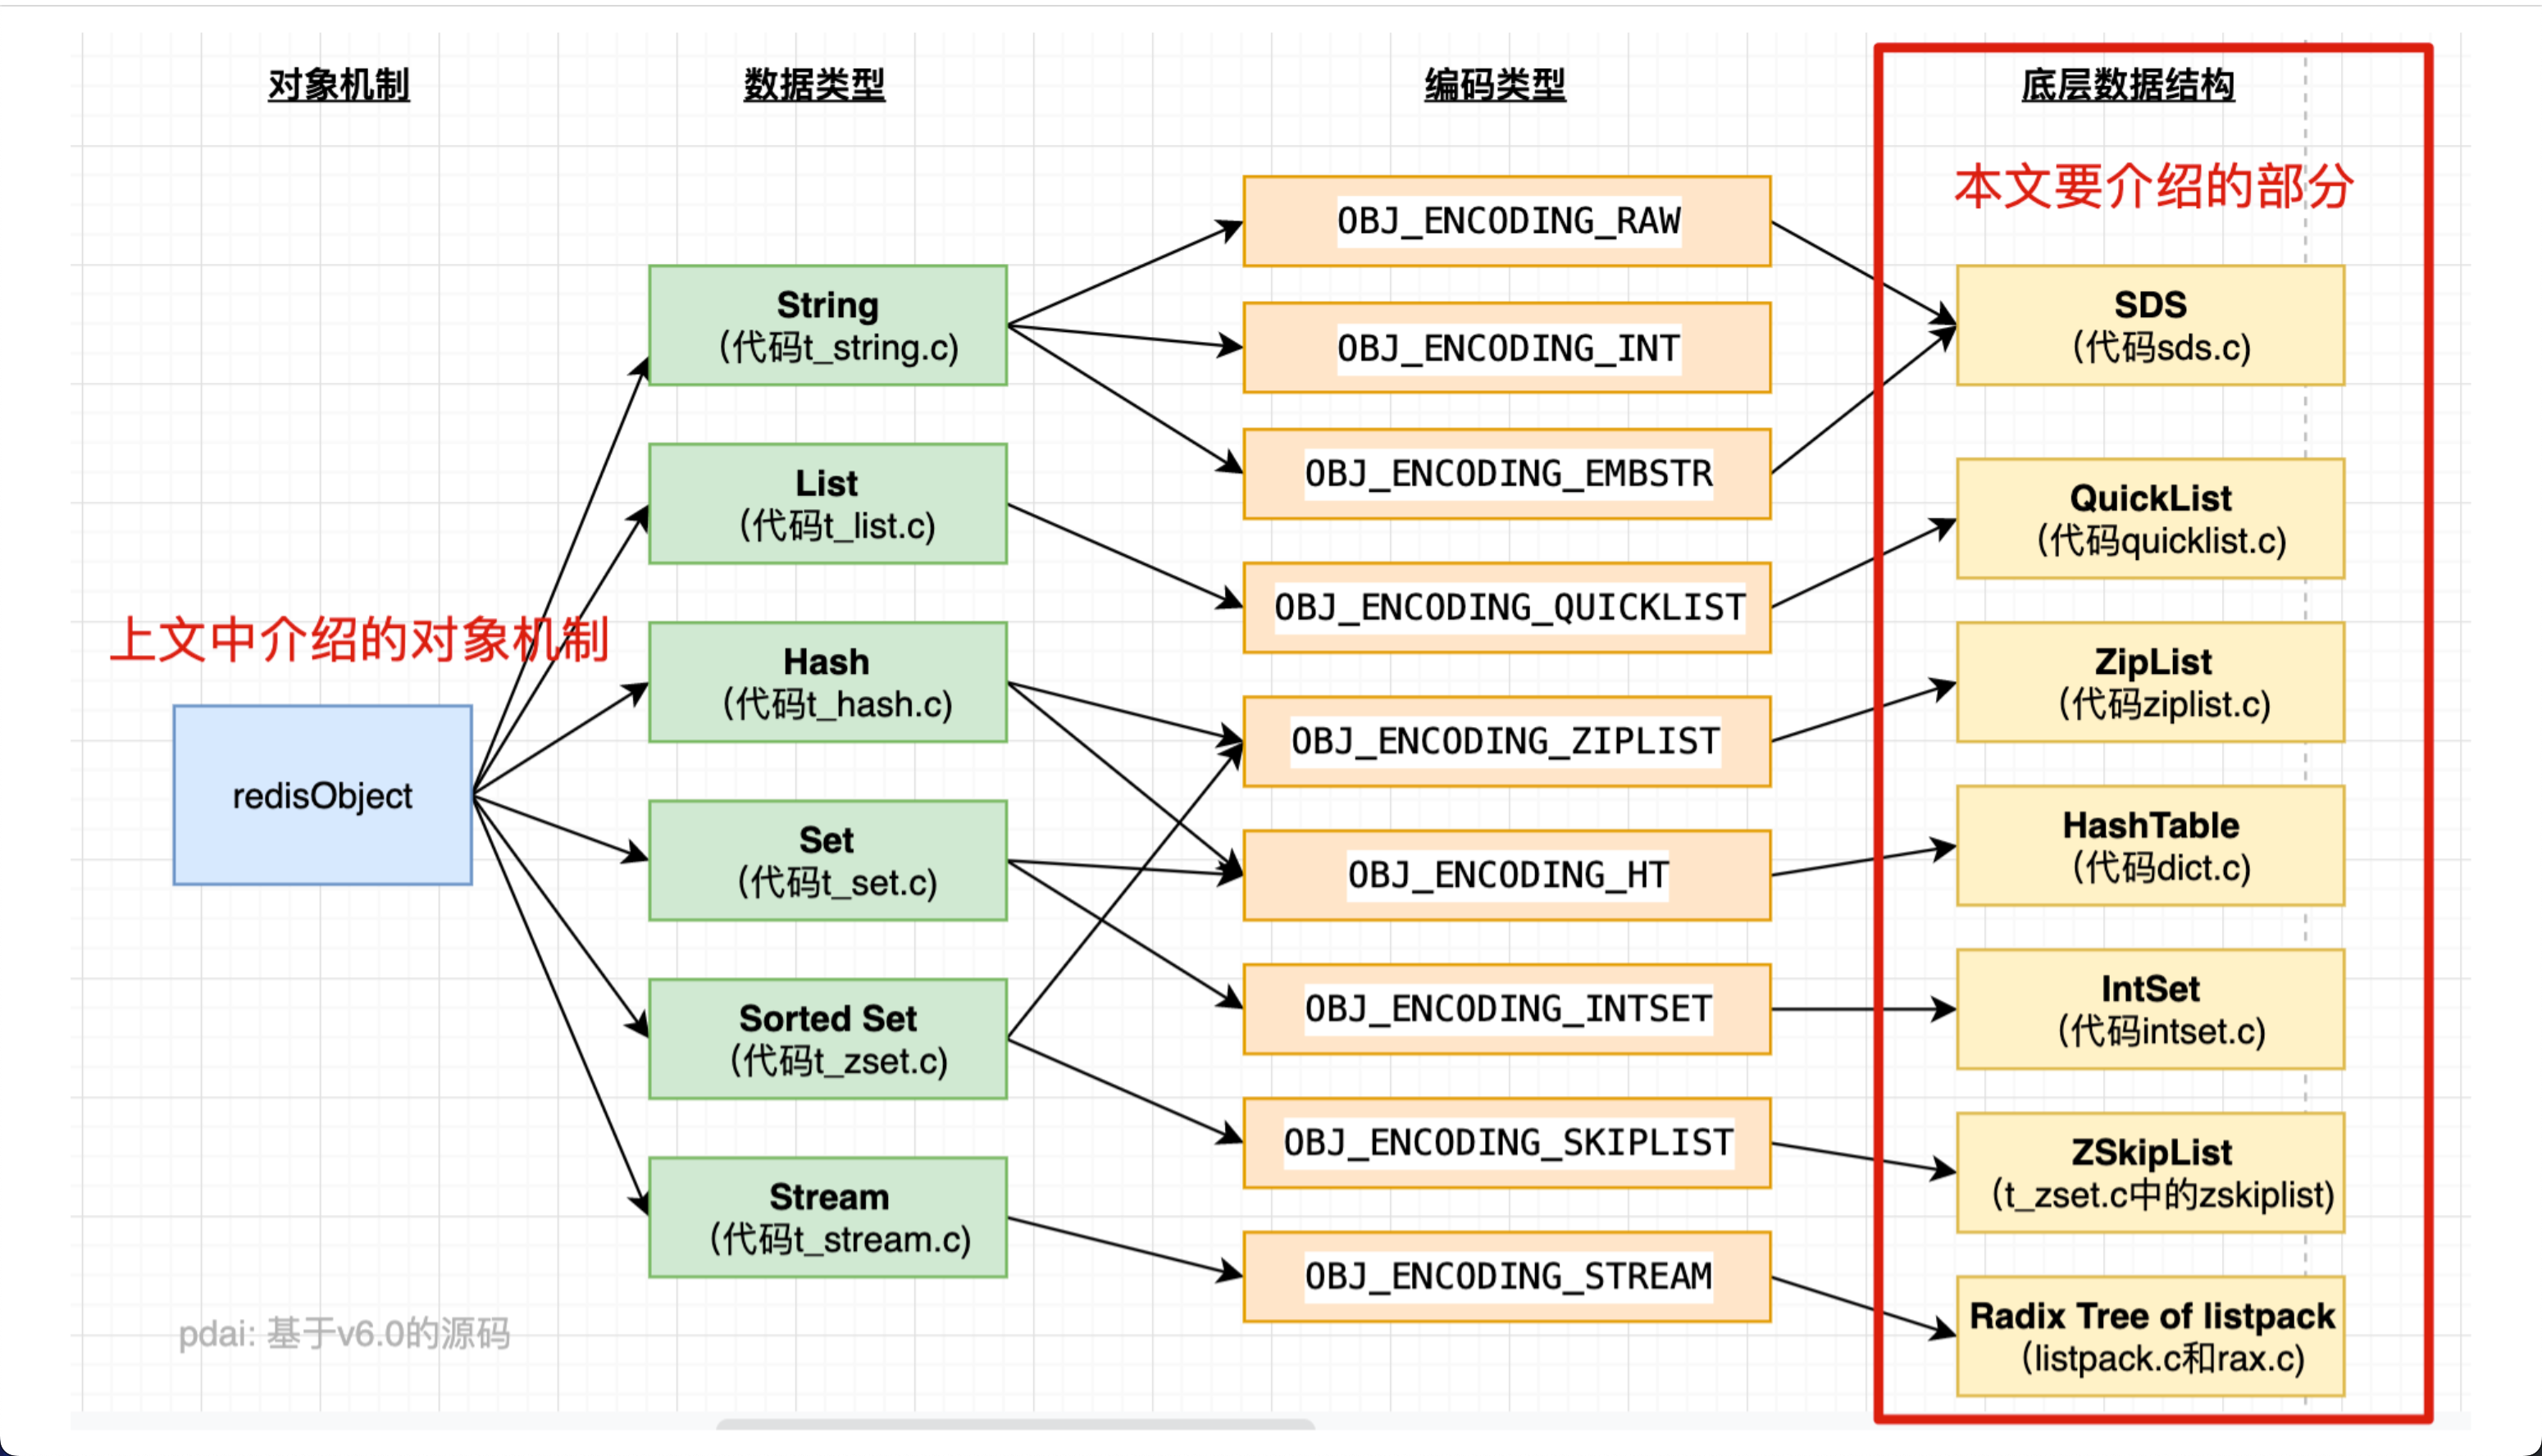 对象机制
数据类型
编码类型
底层数据结构
本文要介绍的部分
上文中介绍的对象机制
redisObject
String
(代码t_string.c)
List
(代码t_list.c)
Hash
(代码t_hash.c)
Set
(代码t_set.c)
Sorted Set
(代码t_zset.c)
Stream
(代码t_stream.c)
OBJ_ENCODING_RAW
OBJ_ENCODING_INT
OBJ_ENCODING_EMBSTR
OBJ_ENCODING_QUICKLIST
OBJ_ENCODING_ZIPLIST
OBJ_ENCODING_HT
OBJ_ENCODING_INTSET
OBJ_ENCODING_SKIPLIST
OBJ_ENCODING_STREAM
SDS
(代码sds.c)
QuickList
(代码quicklist.c)
ZipList
(代码ziplist.c)
HashTable
(代码dict.c)
IntSet
(代码intset.c)
ZSkipList
(t_zset.c中的zskiplist)
Radix Tree of listpack
(listpack.c和rax.c)
pdai: 基于v6.0的源码